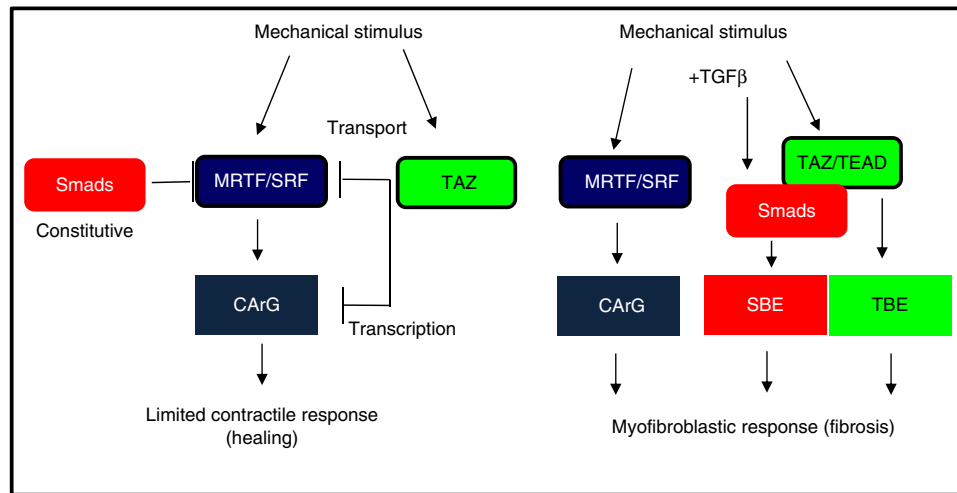 Mechanical stimulus
Transport
Smads
MRTF/SRF
TAZ
Constitutive
CArG
Transcription
Limited contractile response
(healing)
Mechanical stimulus
+TGFβ
TAZ/TEAD
MRTF/SRF
Smads
CArG
SBE
TBE
Myofibroblastic response (fibrosis)